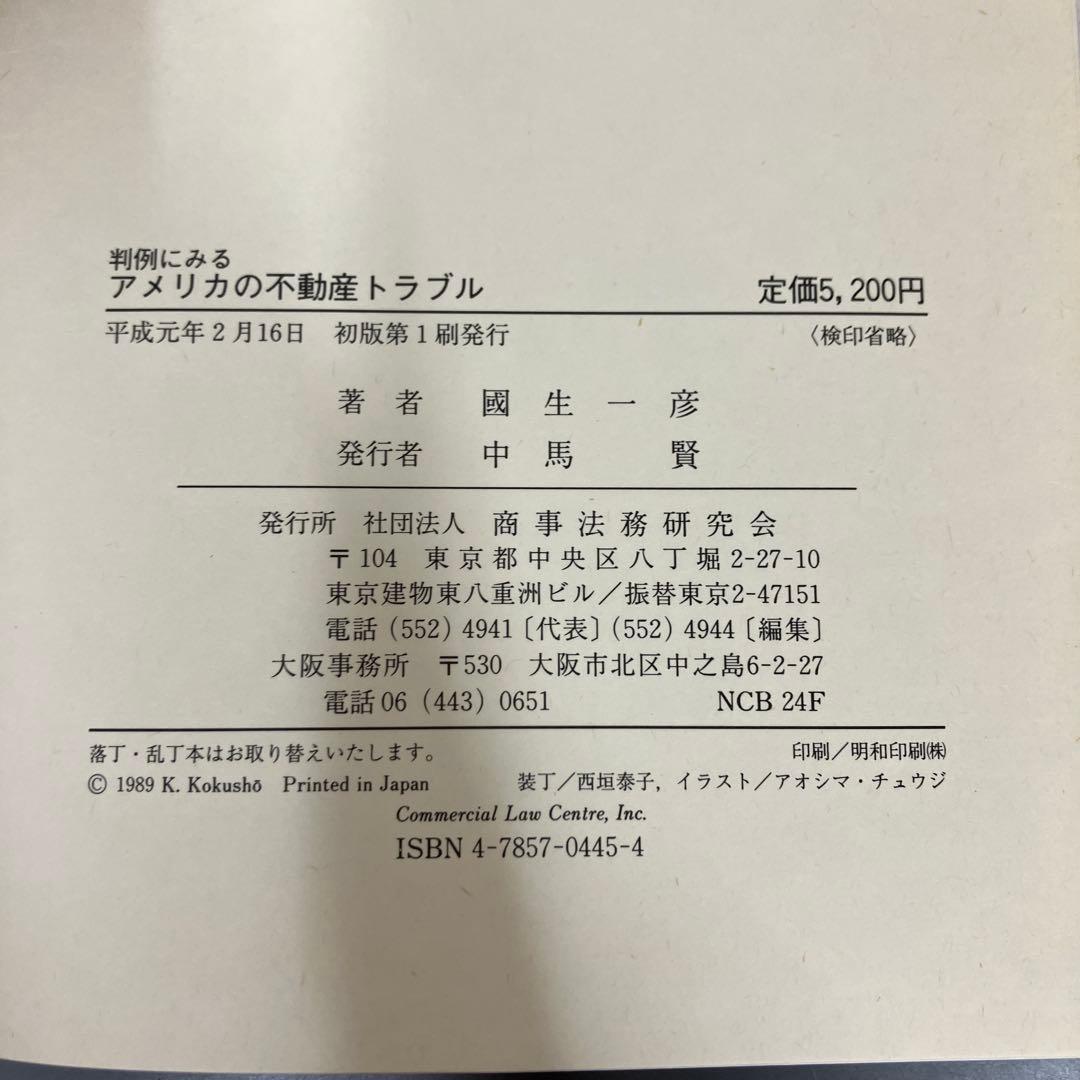 判例にみる
アメリカの不動産トラブル 定価5,200円
平成元年2月16日 初版第1刷発行 〈検印省略〉
著者 國生一彦
発行者 中馬賢
発行所 社団法人 商事法務研究会
〒104 東京都中央区八丁堀2-27-10
東京建物東八重洲ビル/振替東京2-47151
電話(552)4941〔代表〕(552)4944〔編集〕
大阪事務所 〒530 大阪市北区中之島6-2-27
電話06(443)0651 NCB 24F
落丁・乱丁本はお取り替えいたします。 印刷/明和印刷㈱
© 1989 K. Kokushō Printed in Japan 装丁/西垣泰子,イラスト/アオシマ・チュウジ
Commercial Law Centre, Inc.
ISBN 4-7857-0445-4